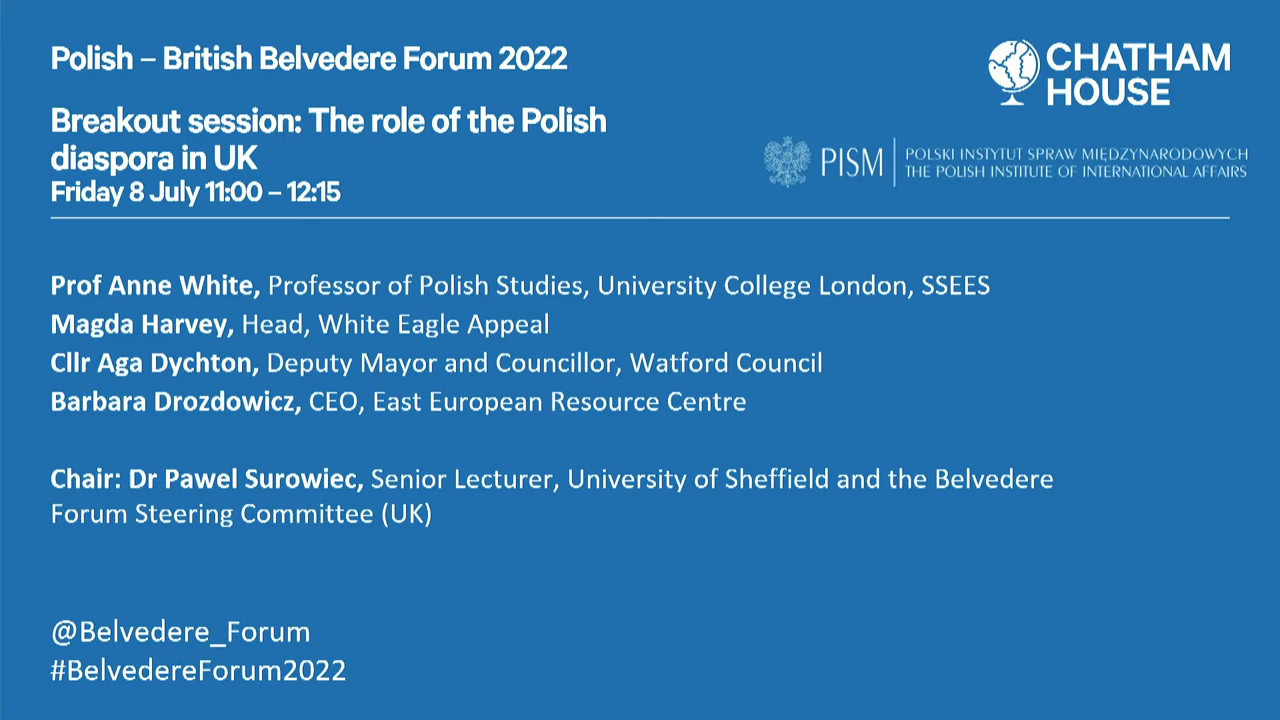 Polish – British Belvedere Forum 2022
CHATHAM
HOUSE
Breakout session: The role of the Polish
diaspora in UK
Friday 8 July 11:00 – 12:15
PISM
POLSKI INSTYTUT SPRAW MIĘDZYNARODOWYCH
THE POLISH INSTITUTE OF INTERNATIONAL AFFAIRS
Prof Anne White, Professor of Polish Studies, University College London, SSEES
Magda Harvey, Head, White Eagle Appeal
Cllr Aga Dychton, Deputy Mayor and Councillor, Watford Council
Barbara Drozdowicz, CEO, East European Resource Centre
Chair: Dr Pawel Surowiec, Senior Lecturer, University of Sheffield and the Belvedere
Forum Steering Committee (UK)
@Belvedere_Forum
#BelvedereForum2022